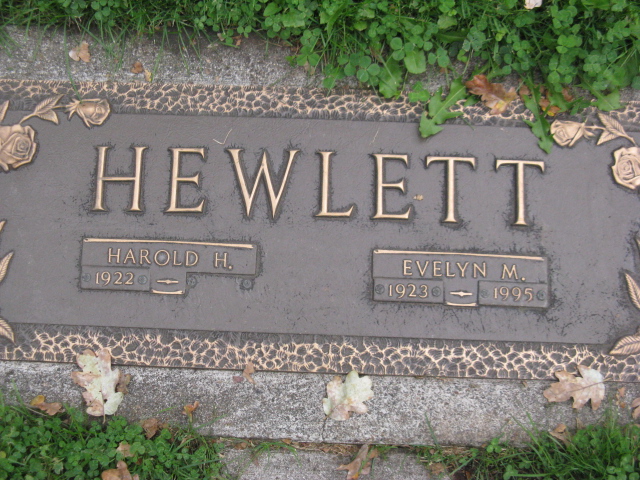 HEWLETT
HAROLD H.
1922
EVELYN M.
1923 1995